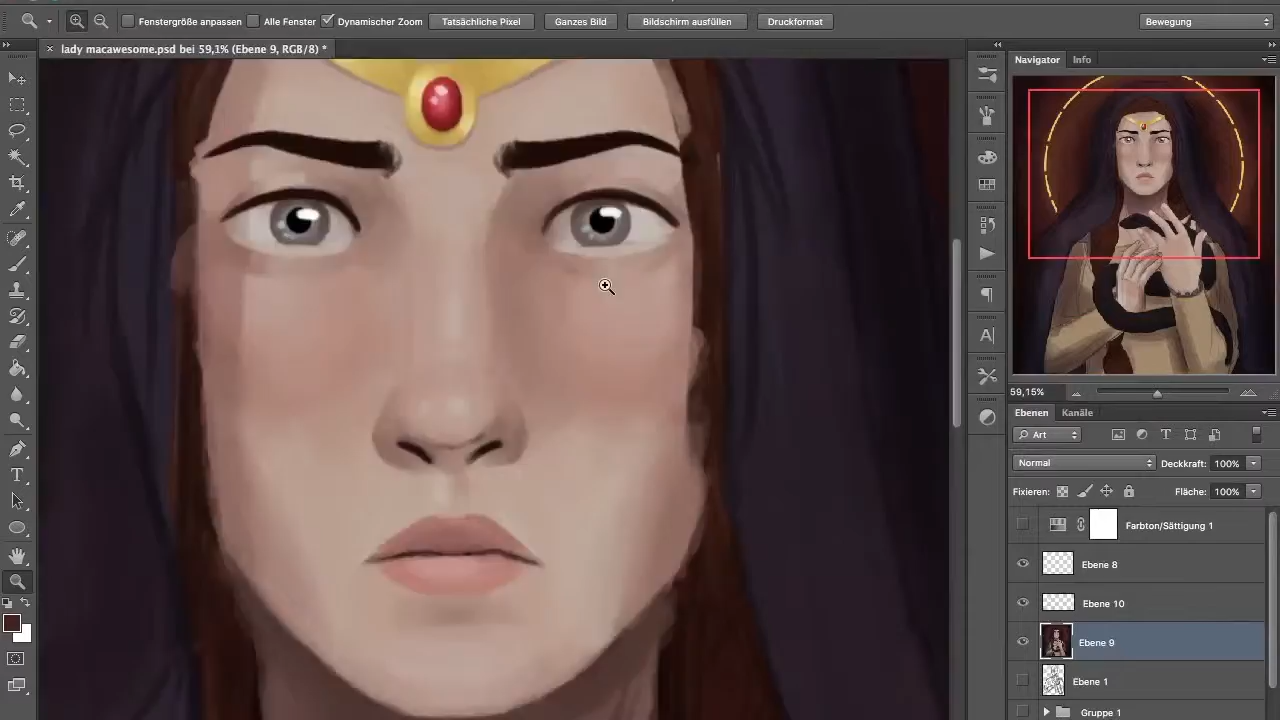 Fenstergröße anpassen
Alle Fenster
Dynamischer Zoom
Tatsächliche Pixel
Ganzes Bild
Bildschirm ausfüllen
Druckformat
Bewegung
lady macawesome.psd bei 59,1% (Ebene 9, RGB/8) *
Navigator
Info
59,15%
Ebenen
Kanäle
Art
Normal
Deckkraft: 100%
Fixieren:
Fläche: 100%
Farbton/Sättigung 1
Ebene 8
Ebene 10
Ebene 9
Ebene 1
Gruppe 1